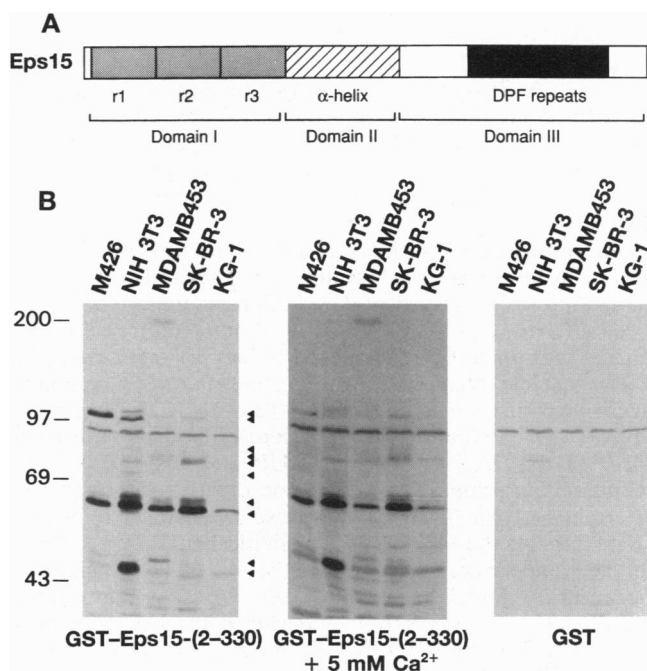 A
Eps15
r1 r2 r3 α-helix DPF repeats
Domain I Domain II Domain III
B
M426 NIH 3T3 MDAMB453 SK-BR-3 KG-1 M426 NIH 3T3 MDAMB453 SK-BR-3 KG-1 M426 NIH 3T3 MDAMB453 SK-BR-3 KG-1
200
97
69
43
GST–Eps15-(2–330) GST–Eps15-(2–330) GST
+ 5 mM Ca²⁺